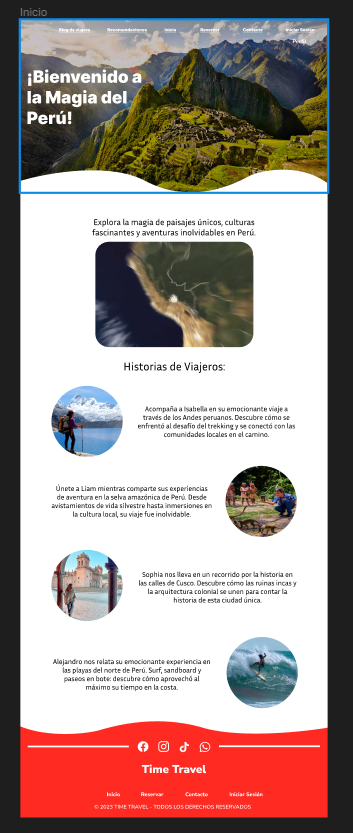 Inicio
Blog de viajero Recomendaciones Inicio Reservar Contacto Iniciar Sesión
Perfil
¡Bienvenido a
la Magia del
Perú!
Explora la magia de paisajes únicos, culturas
fascinantes y aventuras inolvidables en Perú.
Historias de Viajeros:
Acompaña a Isabella en su emocionante viaje a
través de los Andes peruanos. Descubre cómo se
enfrentó al desafío del trekking y se conectó con las
comunidades locales en el camino.
Únete a Liam mientras comparte sus experiencias
de aventura en la selva amazónica de Perú. Desde
avistamientos de vida silvestre hasta inmersiones en
la cultura local, su viaje fue inolvidable.
Sophia nos lleva en un recorrido por la historia en
las calles de Cusco. Descubre cómo las ruinas incas y
la arquitectura colonial se unen para contar la
historia de esta ciudad única.
Alejandro nos relata su emocionante experiencia en
las playas del norte de Perú. Surf, sandboard y
paseos en bote: descubre cómo aprovechó al
máximo su tiempo en la costa.
Time Travel
Inicio Reservar Contacto Iniciar Sesión
© 2023 TIME TRAVEL - TODOS LOS DERECHOS RESERVADOS